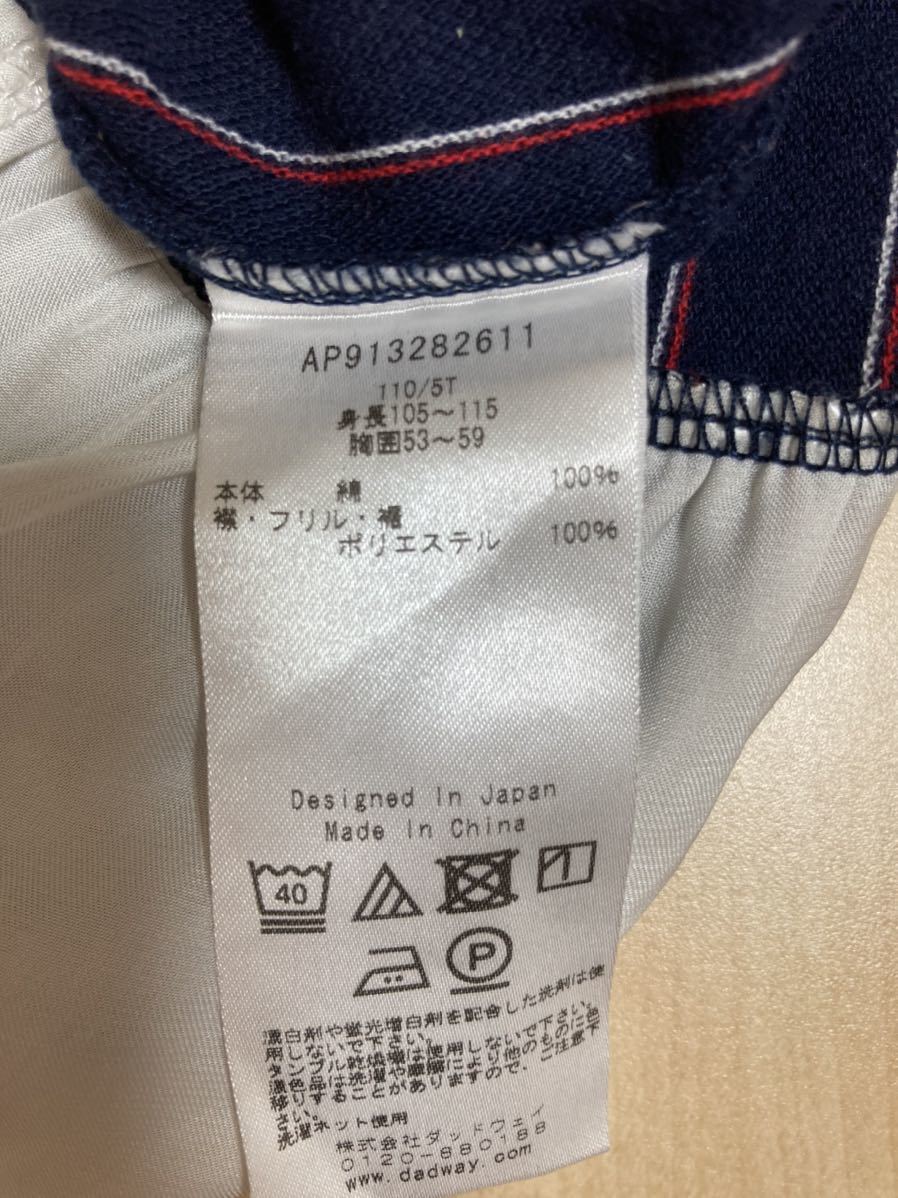 AP913282611
110/5T
身長105～115
胸囲53～59
本体 綿 100%
襟・フリル・裾
ポリエステル 100%
Designed In Japan
Made In China
40
P
漂白剤や蛍光増白剤を配合した洗剤は使
用しないで下さい。
タンブル乾燥は使用しないで下さい。
濃色品は洗濯や摩擦により他のものに色
移りすることがありますので、ご注意下
さい。
洗濯ネット使用
株式会社ダッドウェイ
0120-880188
www.dadway.com